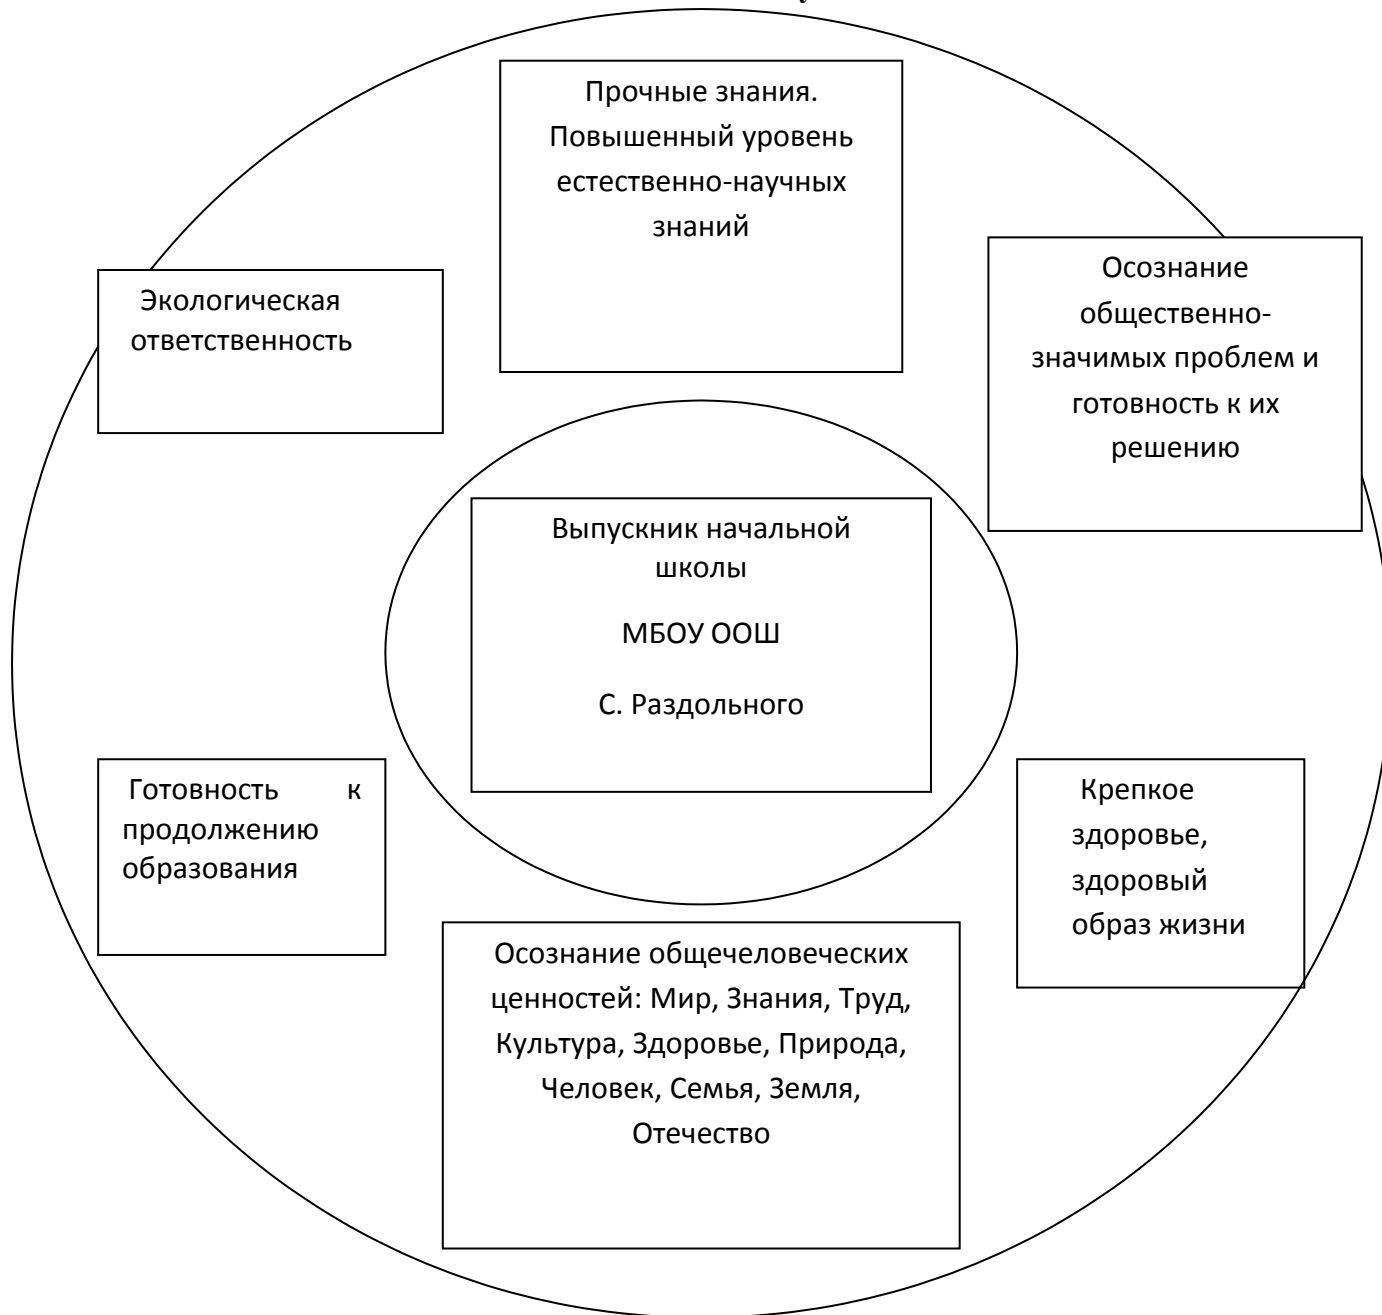 Прочные знания.
Повышенный уровень
естественно-научных
знаний
Экологическая
ответственность
Осознание
общественно-
значимых проблем и
готовность к их
решению
Выпускник начальной
школы
МБОУ ООШ
С. Раздольного
Готовность к
продолжению
образования
Крепкое
здоровье,
здоровый
образ жизни
Осознание общечеловеческих
ценностей: Мир, Знания, Труд,
Культура, Здоровье, Природа,
Человек, Семья, Земля,
Отечество